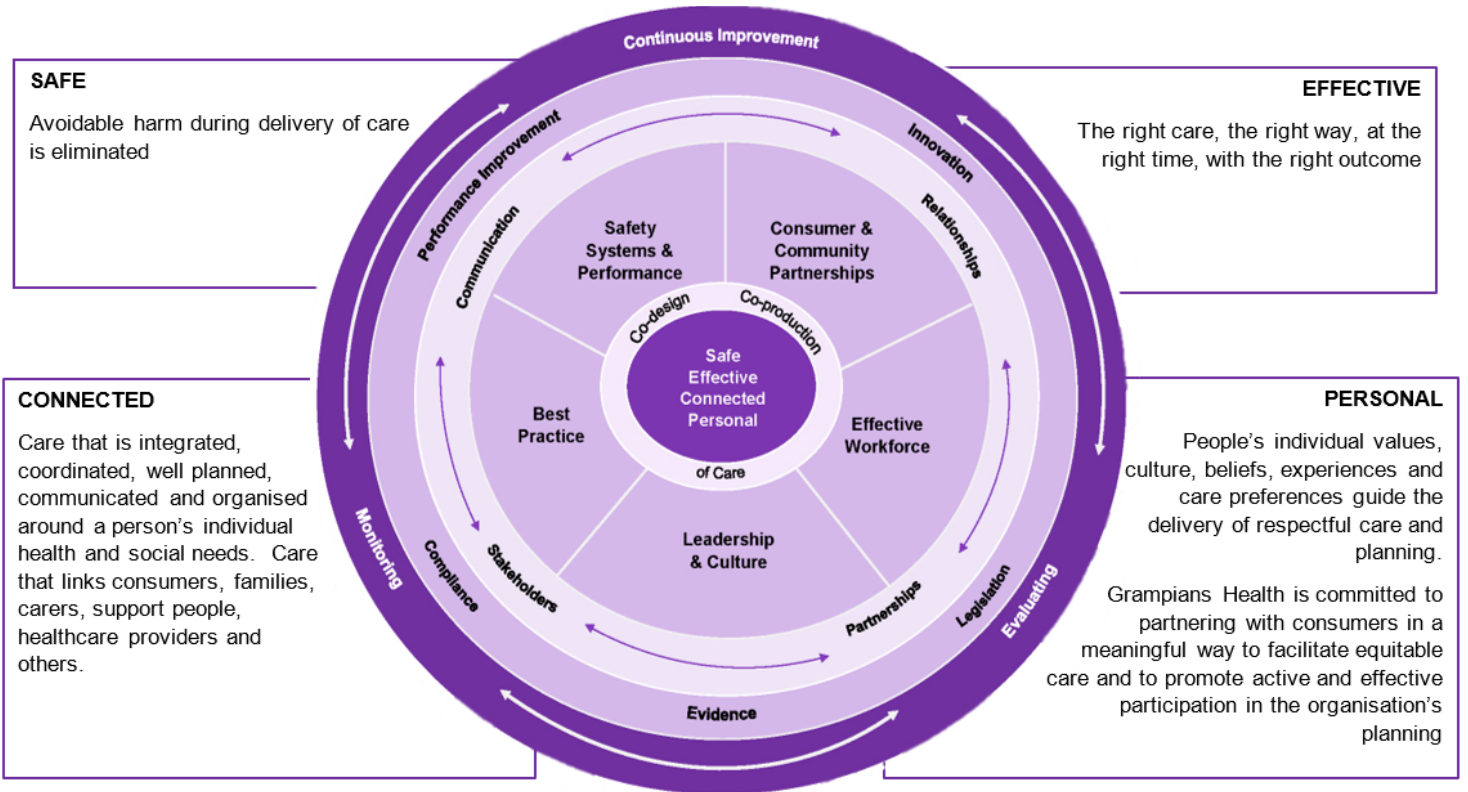 Continuous Improvement
SAFE
Avoidable harm during delivery of care
is eliminated
EFFECTIVE
The right care, the right way, at the
right time, with the right outcome
Performance Improvement
Innovation
Communication
Relationships
Safety
Systems &
Performance
Consumer &
Community
Partnerships
Co-design
Co-production
Safe
Effective
Connected
Personal
of Care
Best
Practice
Effective
Workforce
Leadership
& Culture
CONNECTED
Care that is integrated,
coordinated, well planned,
communicated and organised
around a person’s individual
health and social needs. Care
that links consumers, families,
carers, support people,
healthcare providers and
others.
PERSONAL
People’s individual values,
culture, beliefs, experiences and
care preferences guide the
delivery of respectful care and
planning.
Grampians Health is committed to
partnering with consumers in a
meaningful way to facilitate equitable
care and to promote active and effective
participation in the organisation’s
planning
Monitoring
Compliance
Stakeholders
Partnerships
Legislation
Evaluating
Evidence